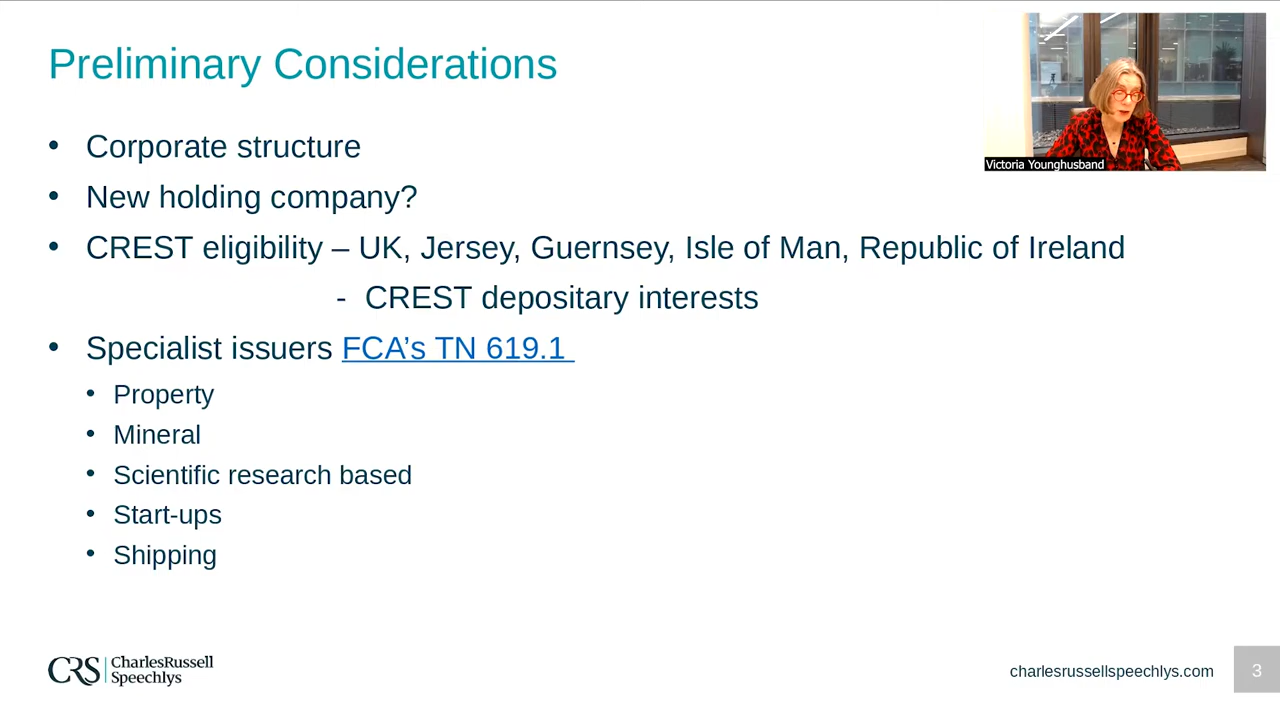 Preliminary Considerations
Victoria Younghusband
• Corporate structure
• New holding company?
• CREST eligibility – UK, Jersey, Guernsey, Isle of Man, Republic of Ireland
- CREST depositary interests
• Specialist issuers FCA’s TN 619.1
• Property
• Mineral
• Scientific research based
• Start-ups
• Shipping
CRS CharlesRussell
Speechlys
charlesrussellspeechlys.com
3